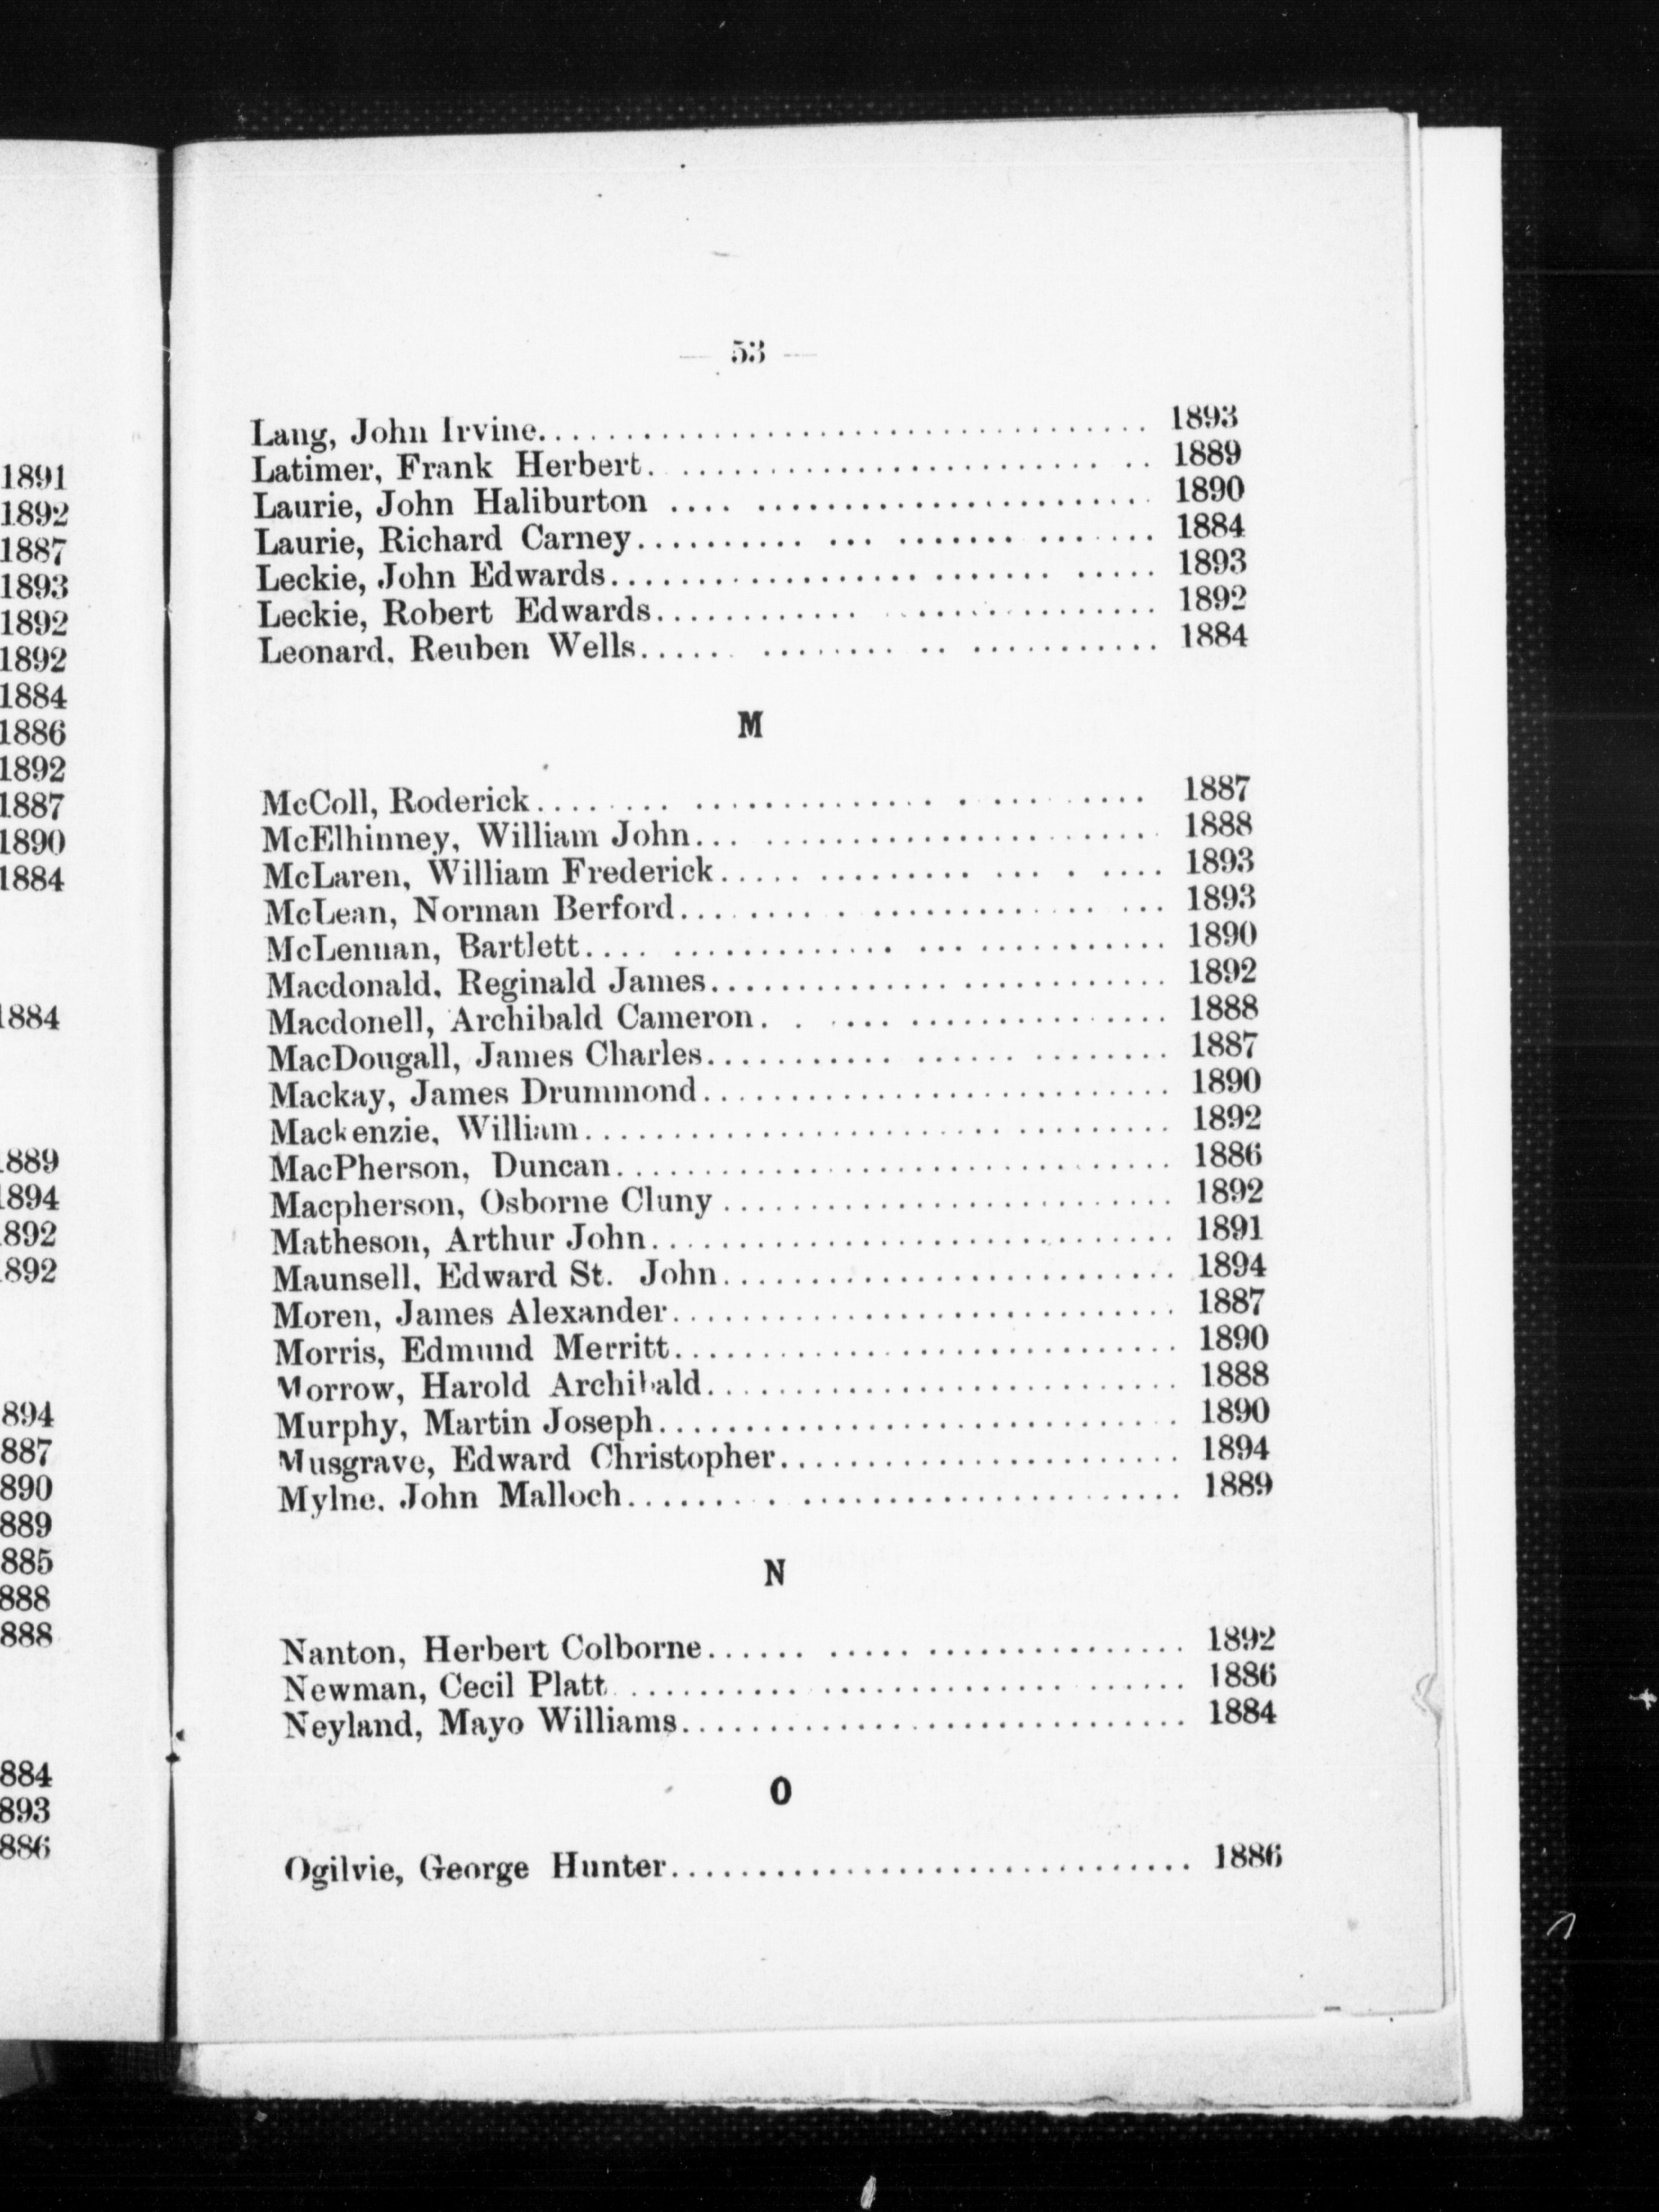 1891
1892
1887
1893
1892
1892
1884
1886
1892
1887
1890
1884
1884
1889
1894
1892
1892
894
887
890
889
885
888
888
884
893
886
— 53 —
Lang, John Irvine........................................ 1893
Latimer, Frank Herbert.................................. 1889
Laurie, John Haliburton ................................ 1890
Laurie, Richard Carney.................................. 1884
Leckie, John Edwards.................................... 1893
Leckie, Robert Edwards.................................. 1892
Leonard, Reuben Wells................................... 1884
M
McColl, Roderick........................................ 1887
McElhinney, William John................................ 1888
McLaren, William Frederick.............................. 1893
McLean, Norman Berford.................................. 1893
McLennan, Bartlett...................................... 1890
Macdonald, Reginald James............................... 1892
Macdonell, Archibald Cameron............................ 1888
MacDougall, James Charles............................... 1887
Mackay, James Drummond.................................. 1890
Mackenzie, William...................................... 1892
MacPherson, Duncan...................................... 1886
Macpherson, Osborne Cluny .............................. 1892
Matheson, Arthur John................................... 1891
Maunsell, Edward St. John............................... 1894
Moren, James Alexander.................................. 1887
Morris, Edmund Merritt.................................. 1890
Morrow, Harold Archibald................................ 1888
Murphy, Martin Joseph................................... 1890
Musgrave, Edward Christopher............................ 1894
Mylne, John Malloch..................................... 1889
N
Nanton, Herbert Colborne................................ 1892
Newman, Cecil Platt..................................... 1886
Neyland, Mayo Williams.................................. 1884
O
Ogilvie, George Hunter.................................. 1886